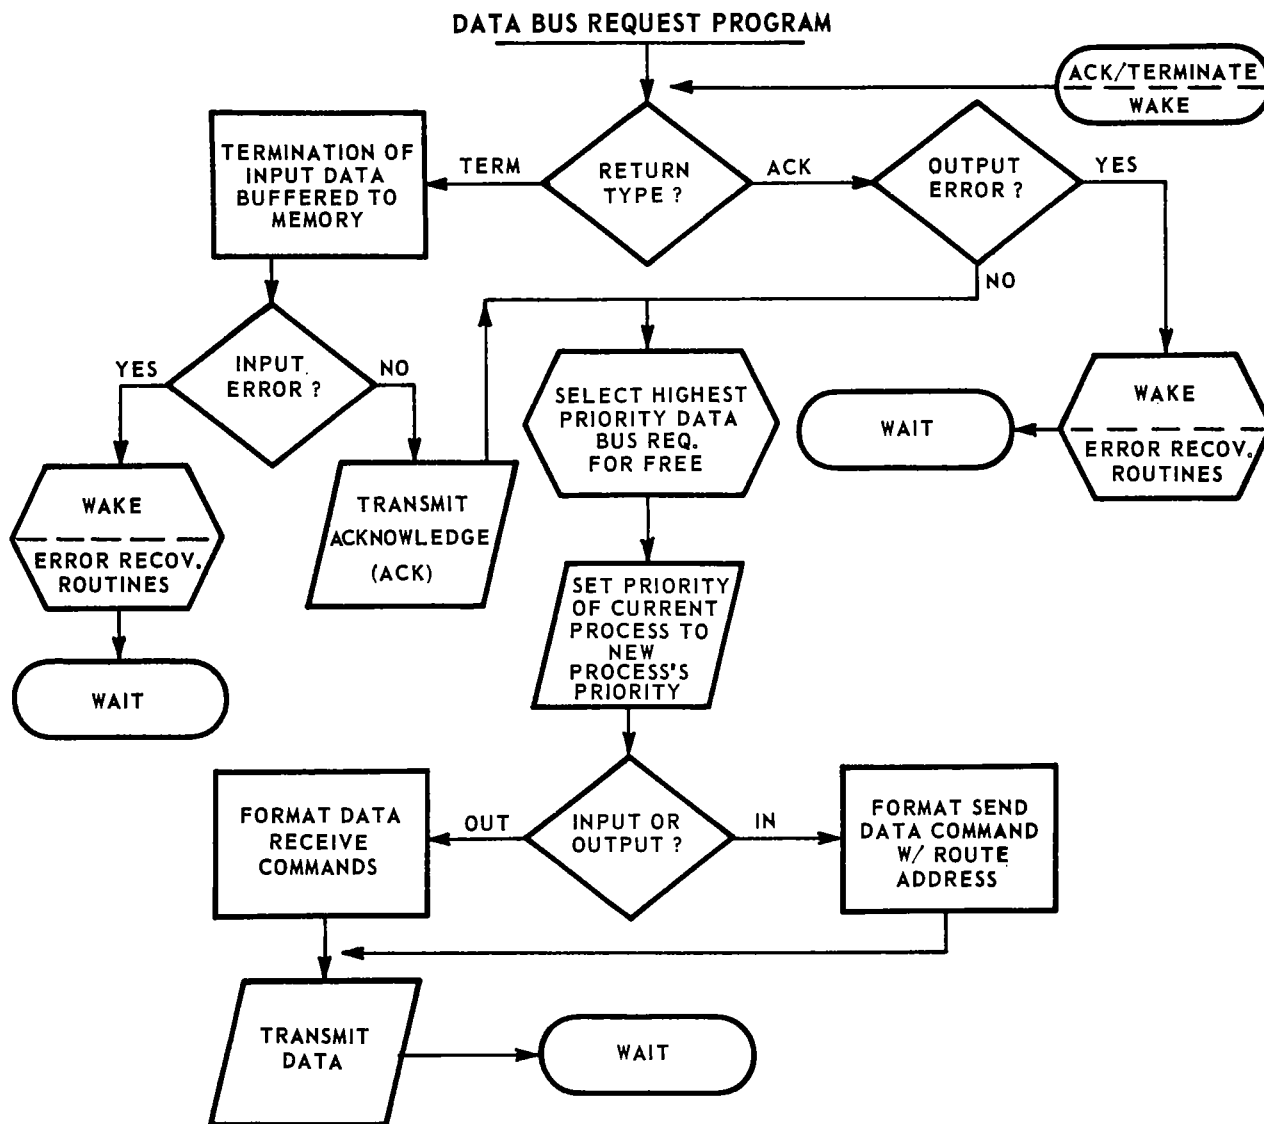 DATA BUS REQUEST PROGRAM
ACK/TERMINATE
WAKE
TERMINATION OF
INPUT DATA
BUFFERED TO
MEMORY
TERM
RETURN
TYPE ?
ACK
OUTPUT
ERROR ?
YES
NO
YES
INPUT
ERROR ?
NO
SELECT HIGHEST
PRIORITY DATA
BUS REQ.
FOR FREE
WAIT
WAKE
ERROR RECOV.
ROUTINES
WAKE
ERROR RECOV.
ROUTINES
TRANSMIT
ACKNOWLEDGE
(ACK)
SET PRIORITY
OF CURRENT
PROCESS TO
NEW
PROCESS'S
PRIORITY
WAIT
FORMAT DATA
RECEIVE
COMMANDS
OUT
INPUT OR
OUTPUT ?
IN
FORMAT SEND
DATA COMMAND
W/ ROUTE
ADDRESS
TRANSMIT
DATA
WAIT